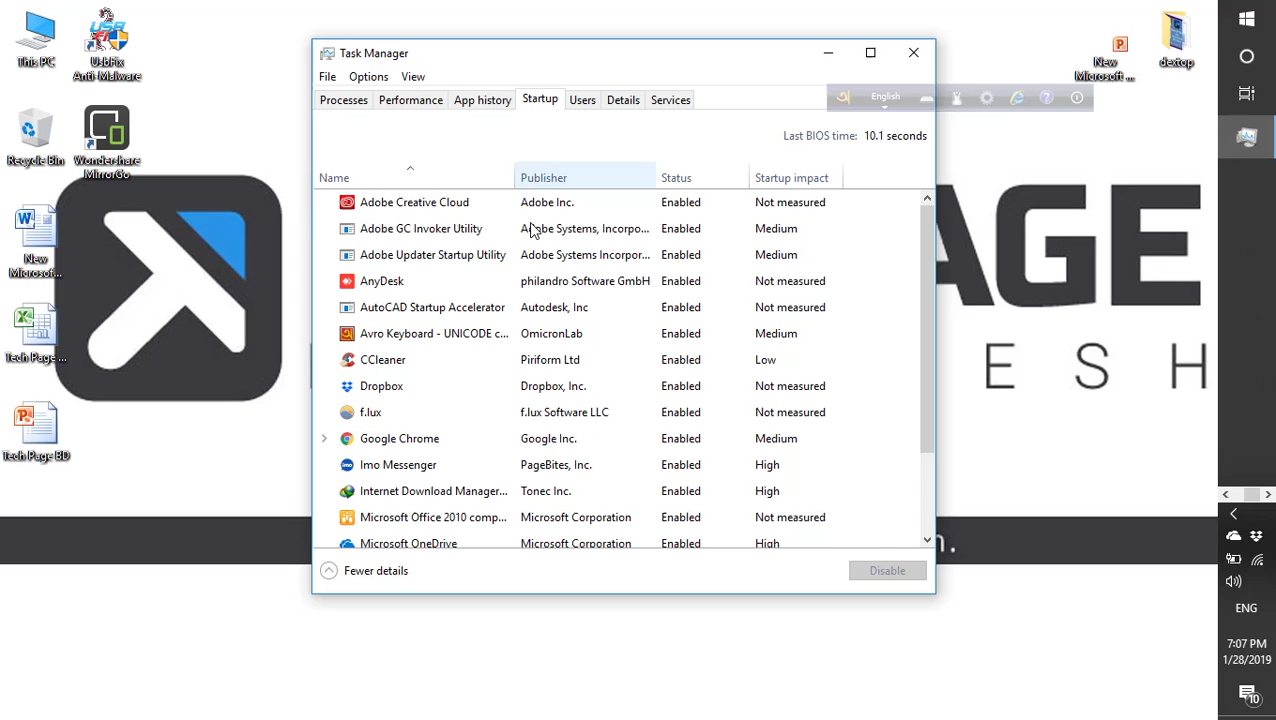 This PC
UsbFix
Anti-Malware
Recycle Bin
Wondershare
MirrorGo
New
Microsoft...
Tech Page ...
Tech Page BD
New
Microsoft ...
dextop
AGE
ESH
n.
Task Manager
File Options View
Processes Performance App history Startup Users Details Services
English
Last BIOS time: 10.1 seconds
Name Publisher Status Startup impact
Adobe Creative Cloud Adobe Inc. Enabled Not measured
Adobe GC Invoker Utility Adobe Systems, Incorpo... Enabled Medium
Adobe Updater Startup Utility Adobe Systems Incorpor... Enabled Medium
AnyDesk philandro Software GmbH Enabled Not measured
AutoCAD Startup Accelerator Autodesk, Inc Enabled Not measured
Avro Keyboard - UNICODE c... OmicronLab Enabled Medium
CCleaner Piriform Ltd Enabled Low
Dropbox Dropbox, Inc. Enabled Not measured
f.lux f.lux Software LLC Enabled Not measured
Google Chrome Google Inc. Enabled Medium
Imo Messenger PageBites, Inc. Enabled High
Internet Download Manager... Tonec Inc. Enabled High
Microsoft Office 2010 comp... Microsoft Corporation Enabled Not measured
Microsoft OneDrive Microsoft Corporation Enabled High
Fewer details Disable
ENG
7:07 PM
1/28/2019
10